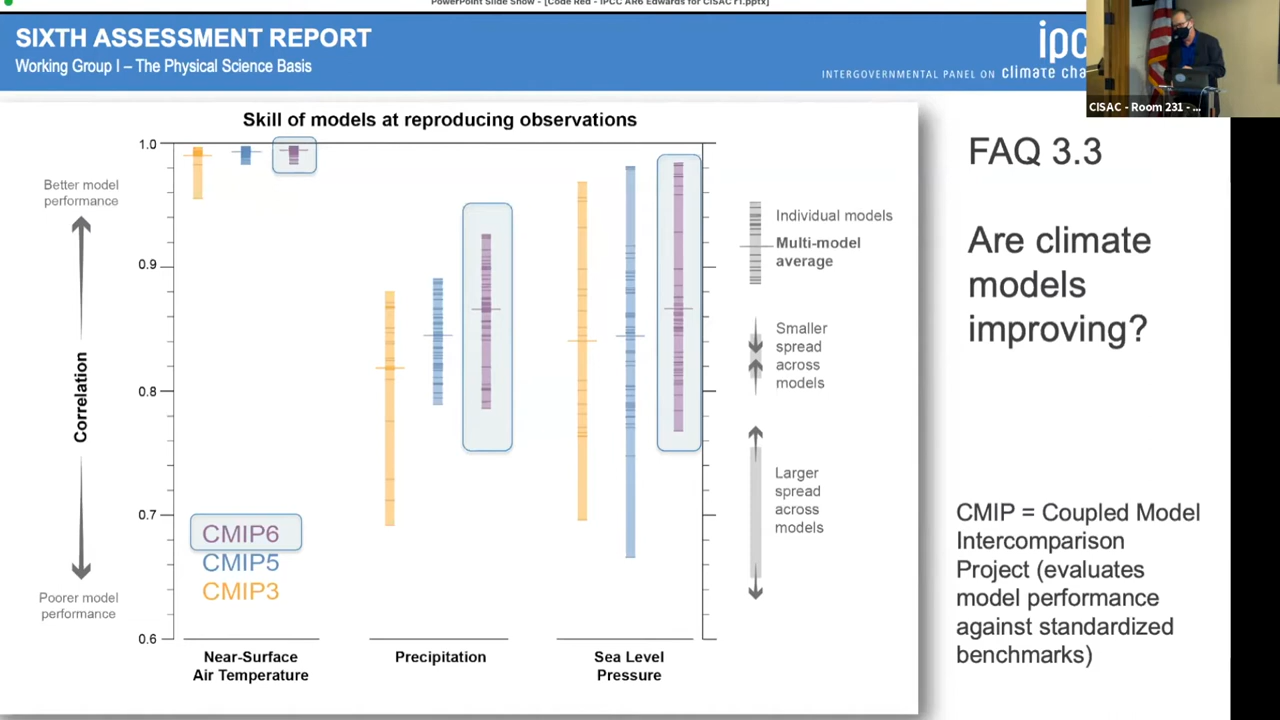 PowerPoint Slide Show - [Code Red - IPCC AR6 Edwards for CISAC r1.pptx]
SIXTH ASSESSMENT REPORT
Working Group I – The Physical Science Basis
ipc
INTERGOVERNMENTAL PANEL ON climate cha
CISAC - Room 231 - ...
Skill of models at reproducing observations
1.0
0.9
0.8
0.7
0.6
Better model
performance
Correlation
Poorer model
performance
CMIP6
CMIP5
CMIP3
Near-Surface
Air Temperature
Precipitation
Sea Level
Pressure
Individual models
Multi-model
average
Smaller
spread
across
models
Larger
spread
across
models
FAQ 3.3
Are climate
models
improving?
CMIP = Coupled Model
Intercomparison
Project (evaluates
model performance
against standardized
benchmarks)